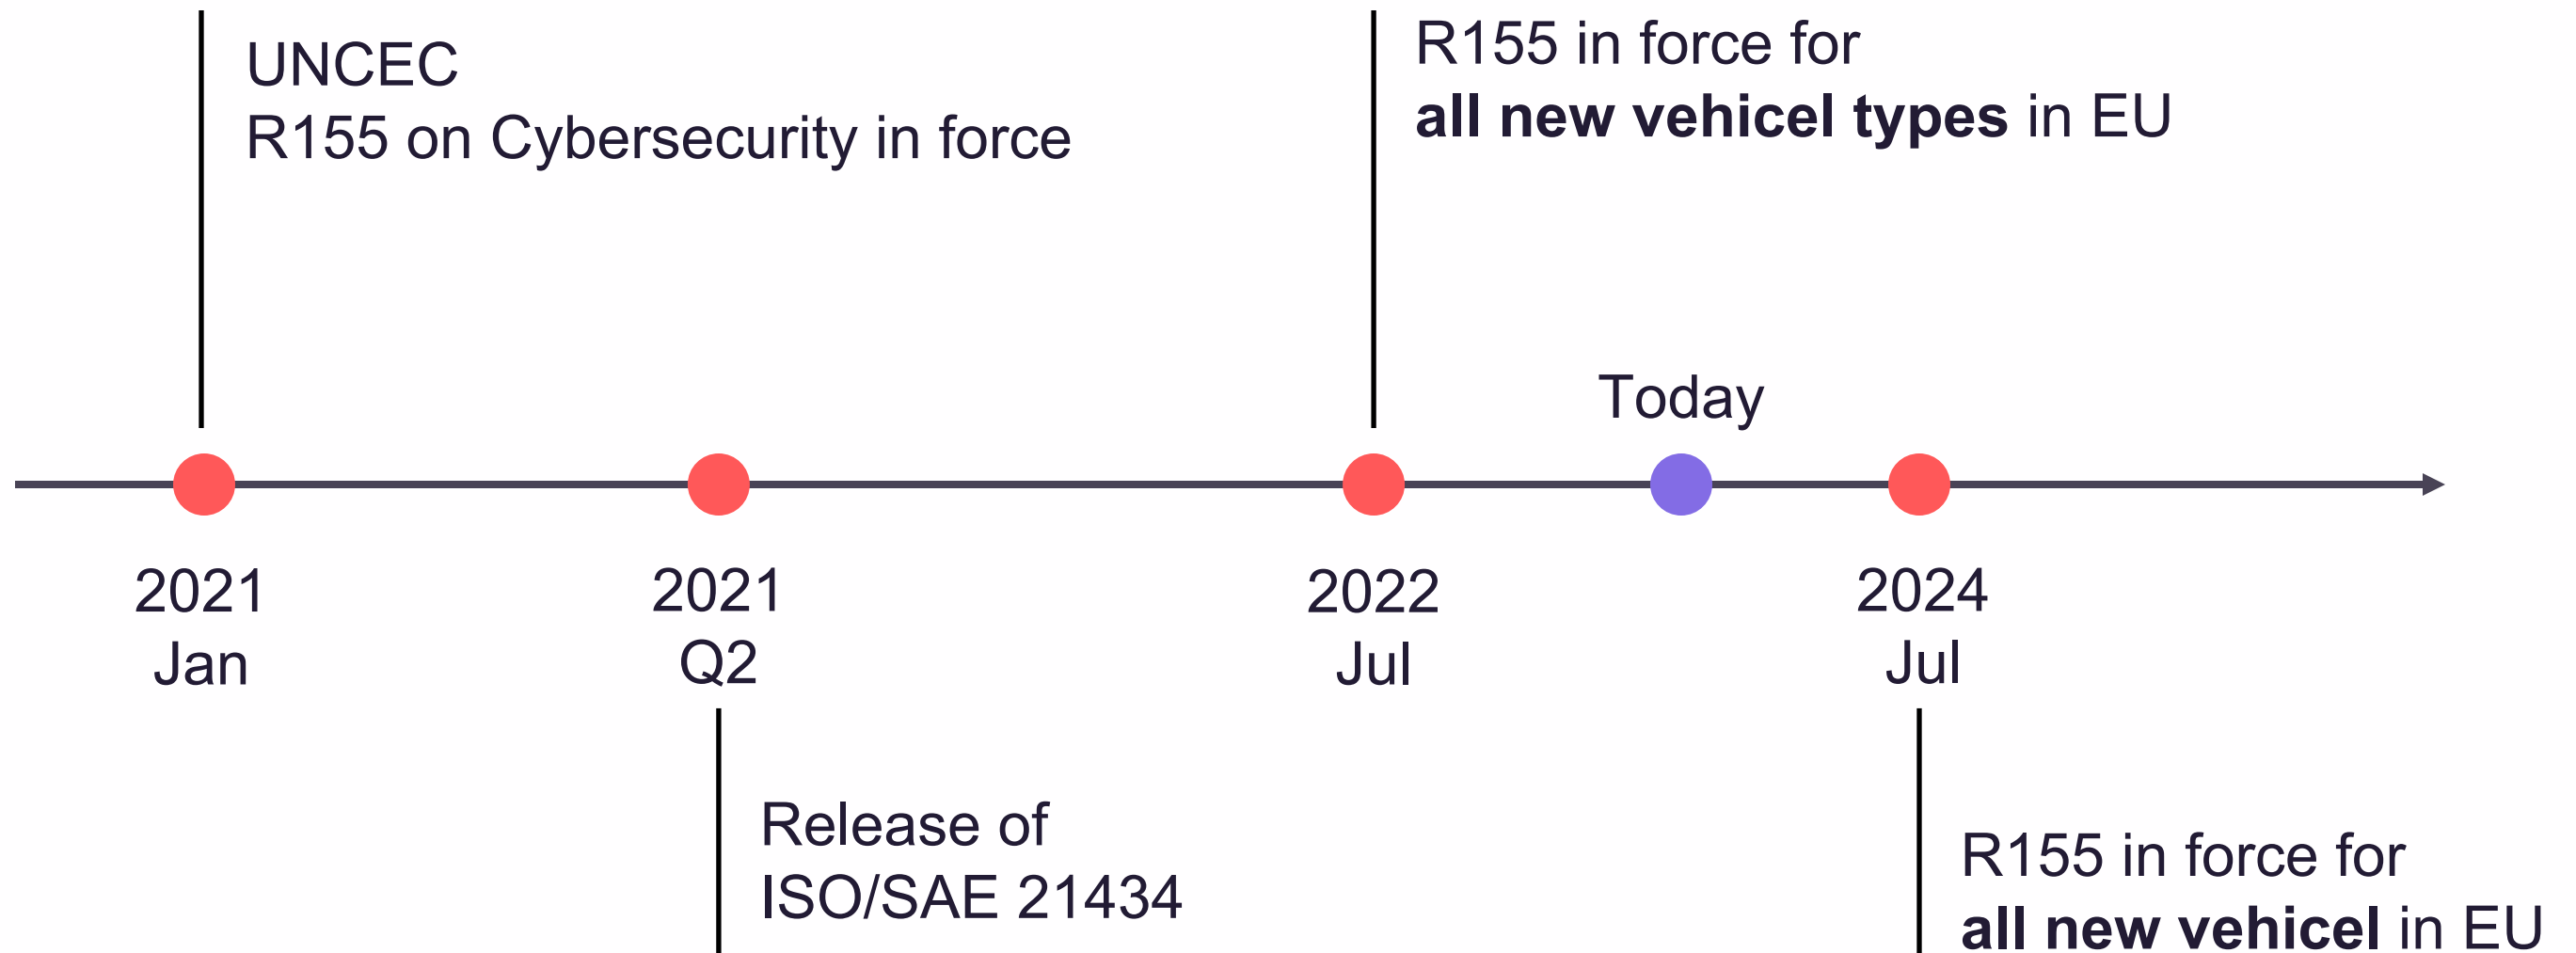 UNCEC
R155 on Cybersecurity in force
R155 in force for
all new vehicel types in EU
Today
2021
Jan
2021
Q2
2022
Jul
2024
Jul
Release of
ISO/SAE 21434
R155 in force for
all new vehicel in EU